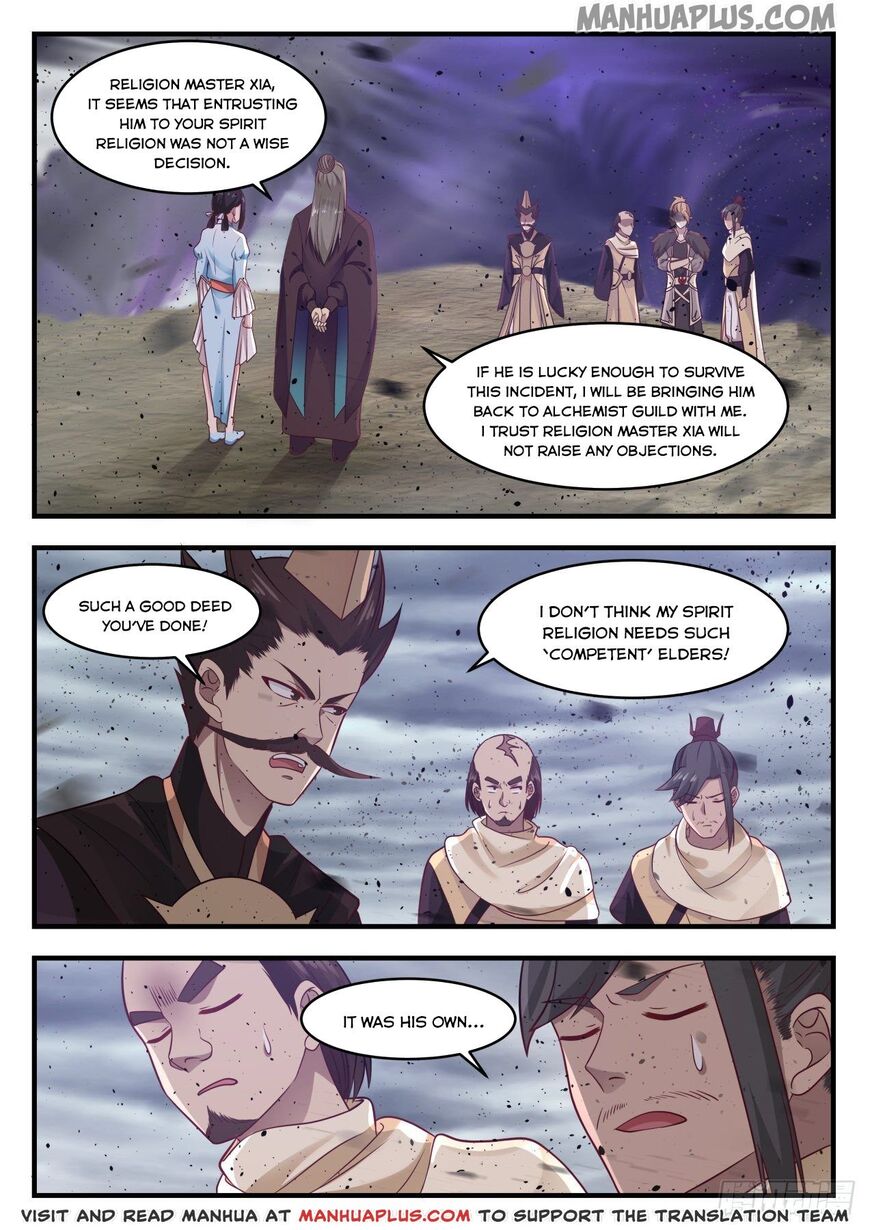 MANHUAPLUS.COM
RELIGION MASTER XIA,
IT SEEMS THAT ENTRUSTING
HIM TO YOUR SPIRIT
RELIGION WAS NOT A WISE
DECISION.
IF HE IS LUCKY ENOUGH TO SURVIVE
THIS INCIDENT, I WILL BE BRINGING HIM
BACK TO ALCHEMIST GUILD WITH ME.
I TRUST RELIGION MASTER XIA WILL
NOT RAISE ANY OBJECTIONS.
SUCH A GOOD DEED
YOU'VE DONE!
I DON'T THINK MY SPIRIT
RELIGION NEEDS SUCH
'COMPETENT' ELDERS!
IT WAS HIS OWN...
VISIT AND READ MANHUA AT MANHUAPLUS.COM TO SUPPORT THE TRANSLATION TEAM